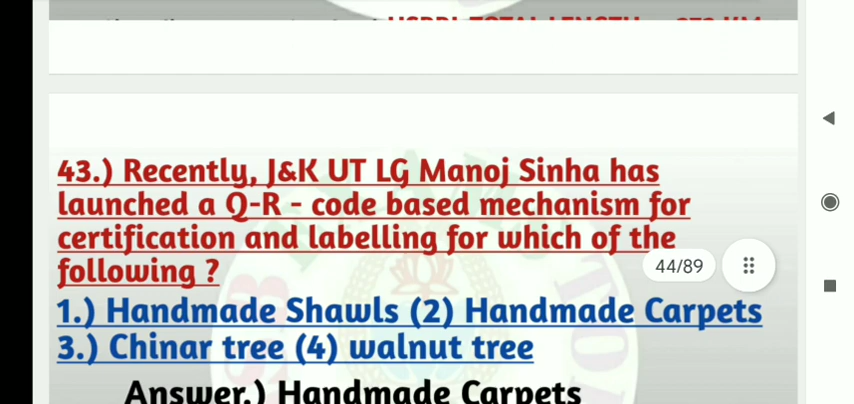 43.) Recently, J&K UT LG Manoj Sinha has
launched a Q-R - code based mechanism for
certification and labelling for which of the
following ?
44/89
1.) Handmade Shawls (2) Handmade Carpets
3.) Chinar tree (4) walnut tree
Answer.) Handmade Carpets